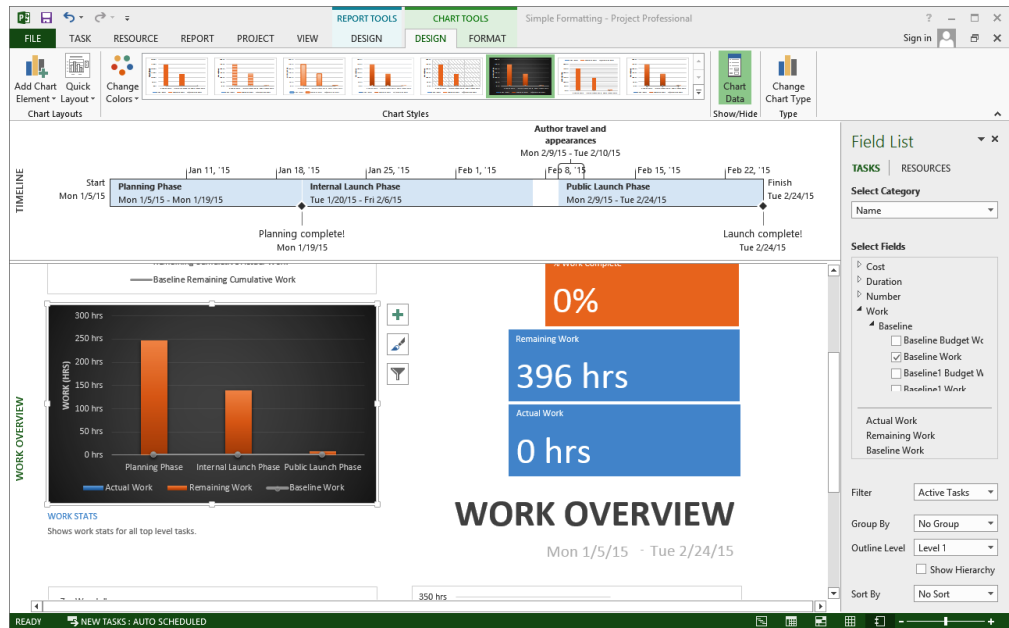 REPORT TOOLS CHART TOOLS Simple Formatting - Project Professional
FILE TASK RESOURCE REPORT PROJECT VIEW DESIGN DESIGN FORMAT Sign in
Add Chart Element Quick Layout Change Colors Chart Data Change Chart Type
Chart Layouts Chart Styles Show/Hide Type
TIMELINE
Author travel and
appearances
Mon 2/9/15 - Tue 2/10/15
Jan 11, '15 Jan 18, '15 Jan 25, '15 Feb 1, '15 Feb 8, '15 Feb 15, '15 Feb 22, '15
Start
Mon 1/5/15
Planning Phase
Mon 1/5/15 - Mon 1/19/15
Internal Launch Phase
Tue 1/20/15 - Fri 2/6/15
Public Launch Phase
Mon 2/9/15 - Tue 2/24/15
Finish
Tue 2/24/15
Planning complete!
Mon 1/19/15
Launch complete!
Tue 2/24/15
WORK OVERVIEW
Baseline Remaining Cumulative Work
300 hrs
250 hrs
200 hrs
150 hrs
100 hrs
50 hrs
0 hrs
WORK (HRS)
Planning Phase Internal Launch Phase Public Launch Phase
Actual Work Remaining Work Baseline Work
WORK STATS
Shows work stats for all top level tasks.
% Work Complete
0%
Remaining Work
396 hrs
Actual Work
0 hrs
WORK OVERVIEW
Mon 1/5/15 - Tue 2/24/15
350 hrs
Field List
TASKS RESOURCES
Select Category
Name
Select Fields
Cost
Duration
Number
Work
Baseline
Baseline Budget Wc
Baseline Work
Baseline1 Budget W
Baseline1 Work
Actual Work
Remaining Work
Baseline Work
Filter Active Tasks
Group By No Group
Outline Level Level 1
Show Hierarchy
Sort By No Sort
READY NEW TASKS : AUTO SCHEDULED